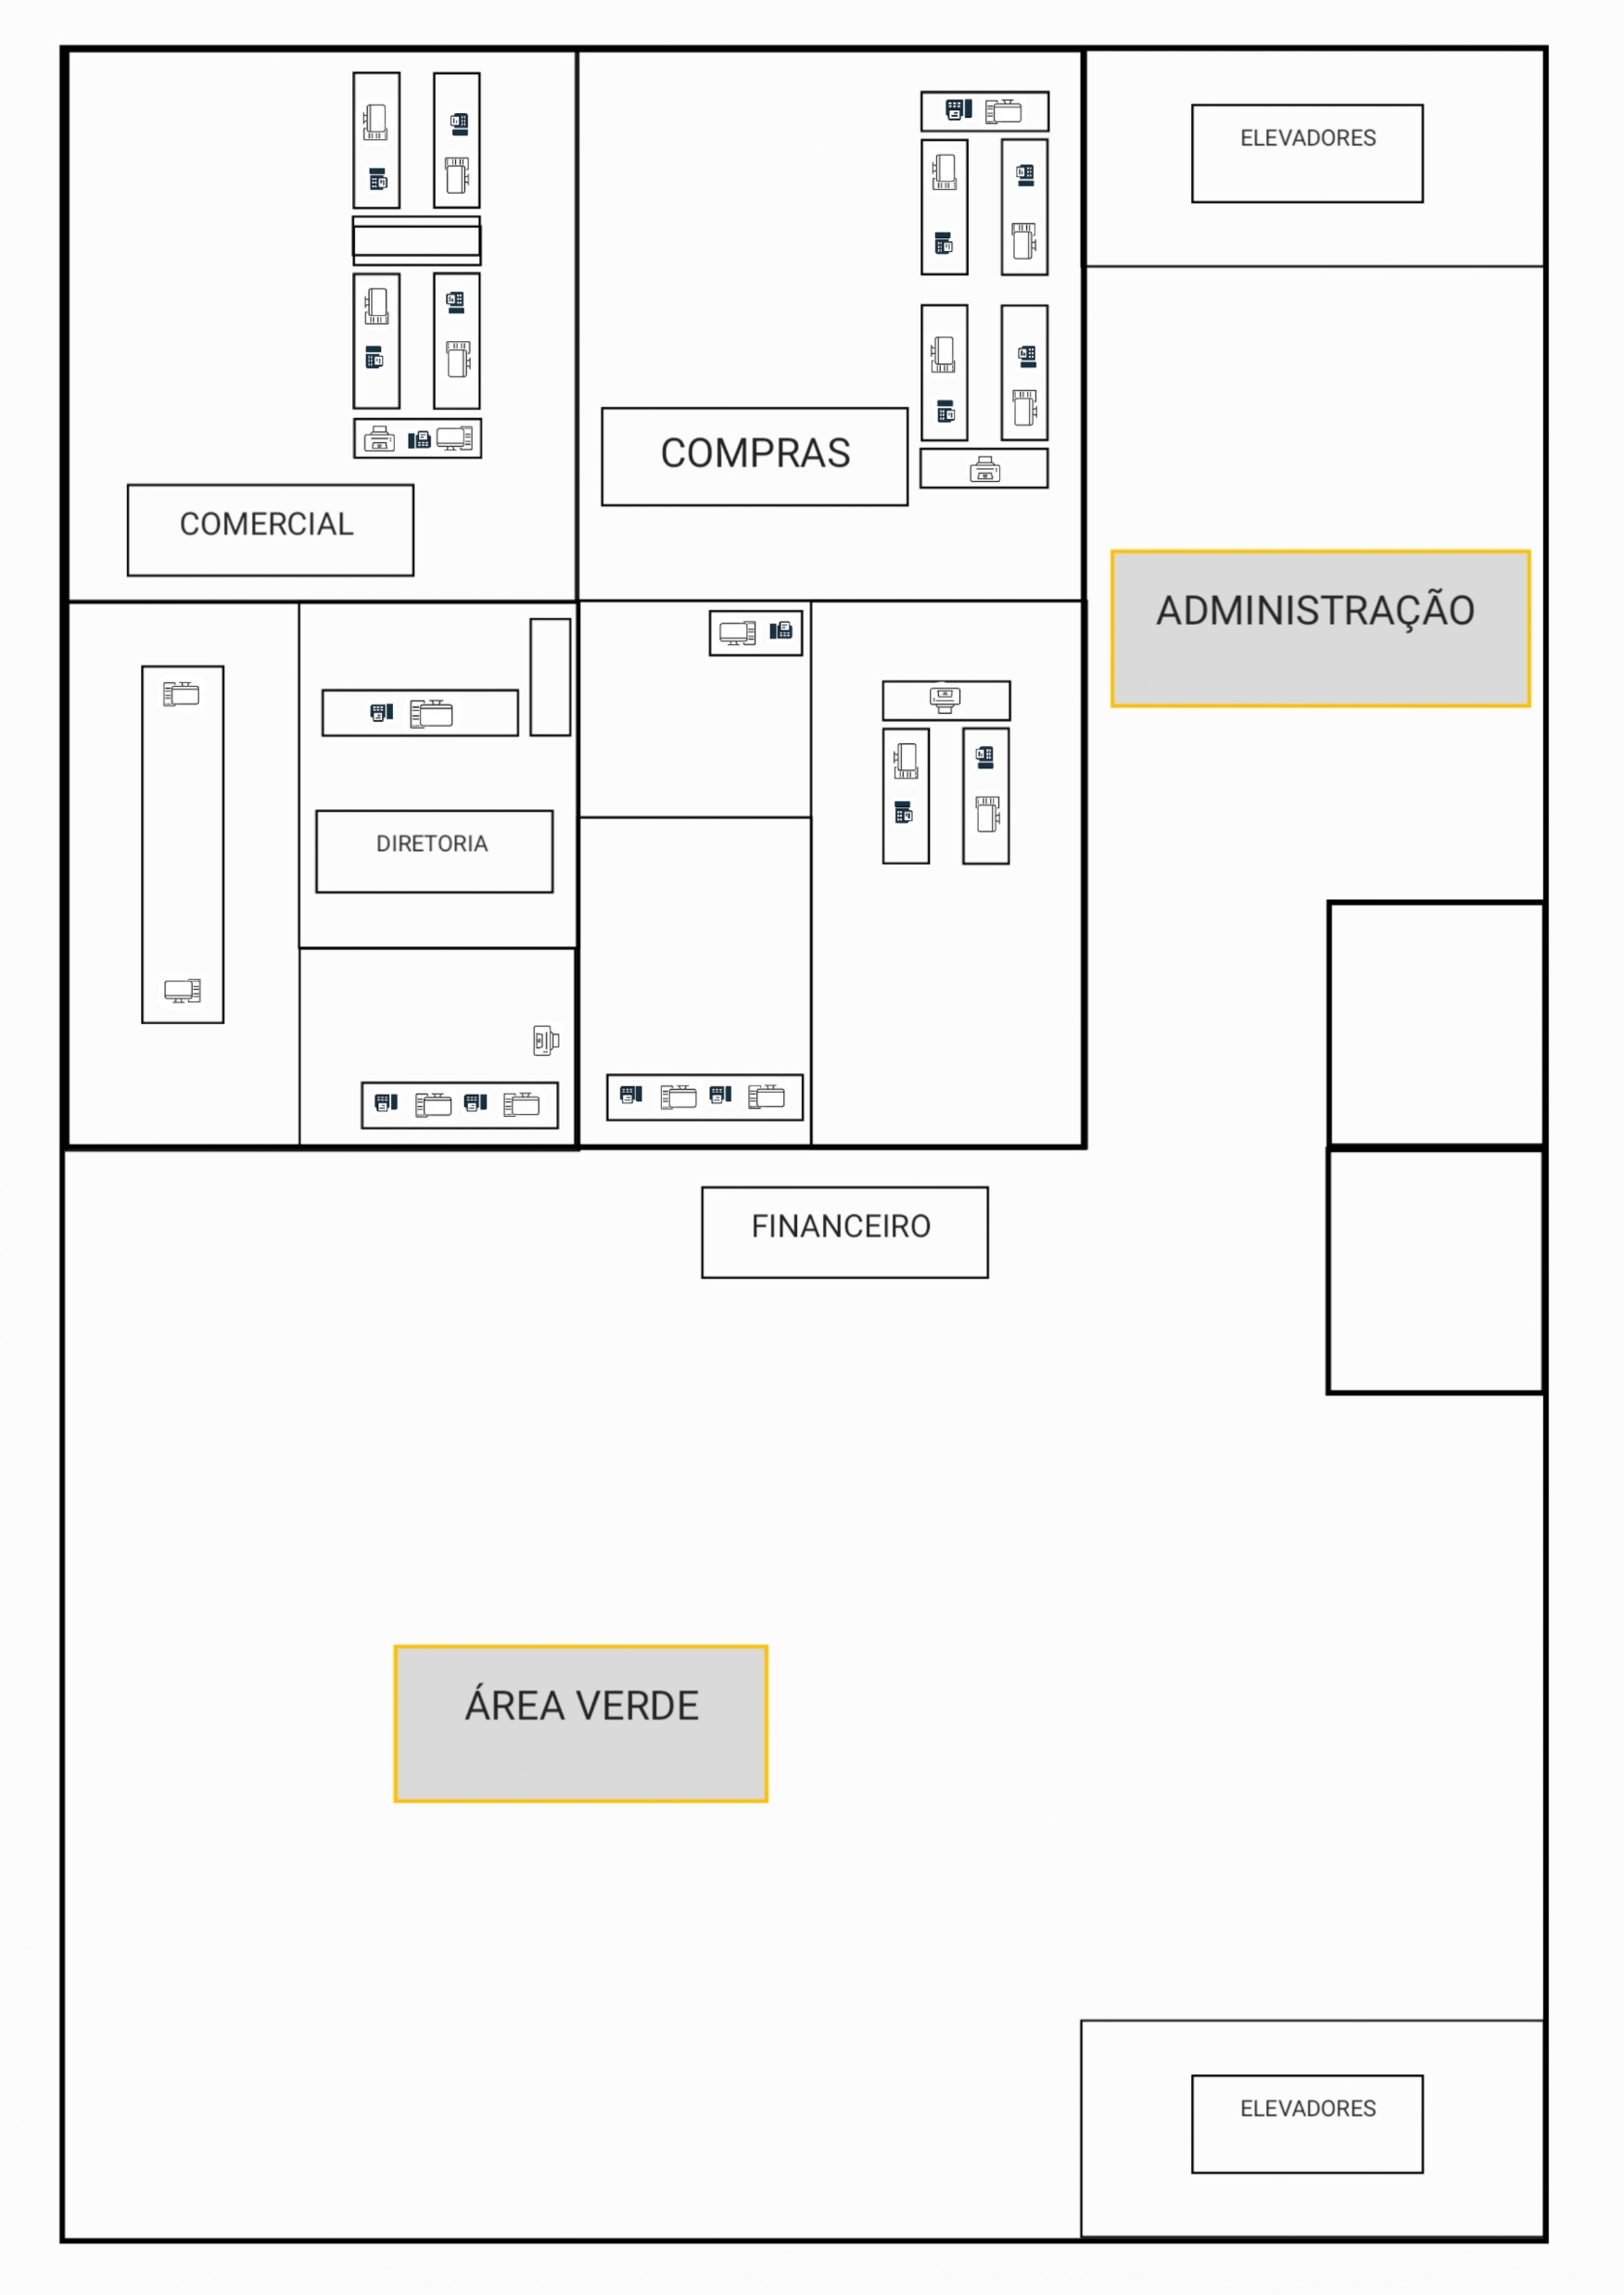 ELEVADORES
COMPRAS
COMERCIAL
ADMINISTRAÇÃO
DIRETORIA
FINANCEIRO
ÁREA VERDE
ELEVADORES